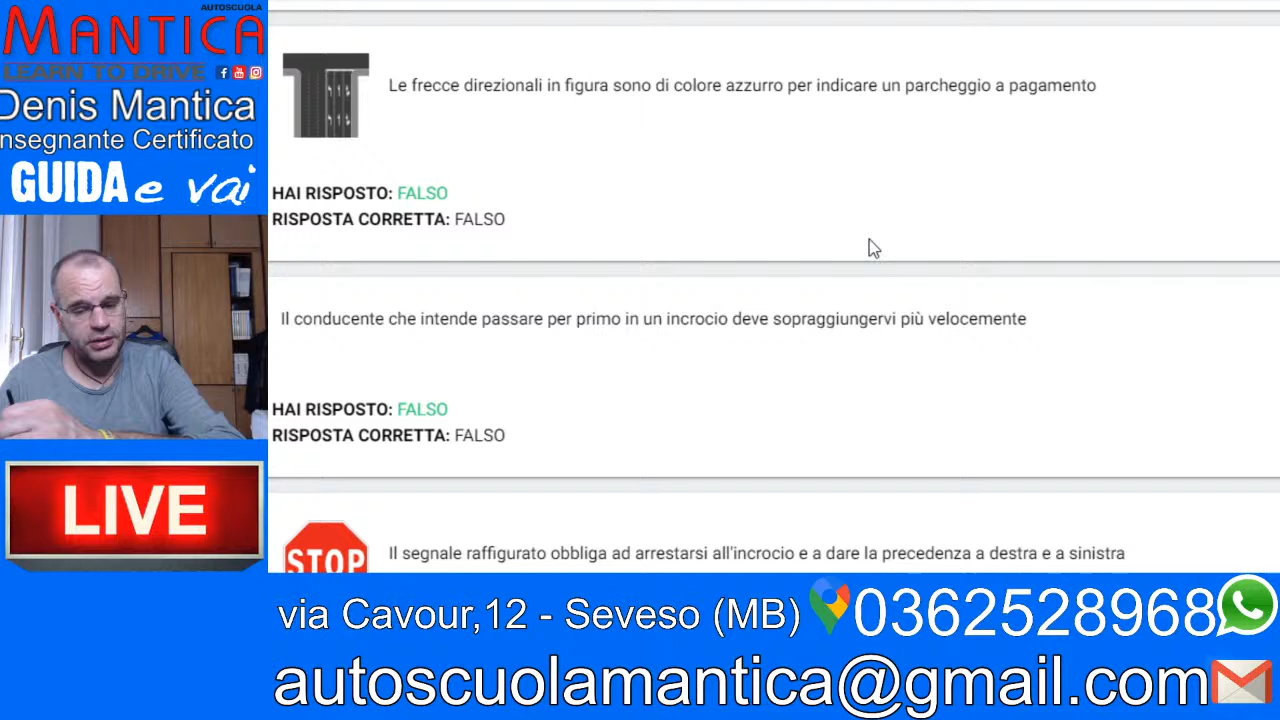 AUTOSCUOLA
MANTICA
LEARN TO DRIVE
Denis Mantica
nsegnante Certificato
GUIDA e vai
LIVE
Le frecce direzionali in figura sono di colore azzurro per indicare un parcheggio a pagamento
HAI RISPOSTO: FALSO
RISPOSTA CORRETTA: FALSO
Il conducente che intende passare per primo in un incrocio deve sopraggiungervi più velocemente
HAI RISPOSTO: FALSO
RISPOSTA CORRETTA: FALSO
STOP
Il segnale raffigurato obbliga ad arrestarsi all'incrocio e a dare la precedenza a destra e a sinistra
via Cavour,12 - Seveso (MB)
0362528968
autoscuolamantica@gmail.com